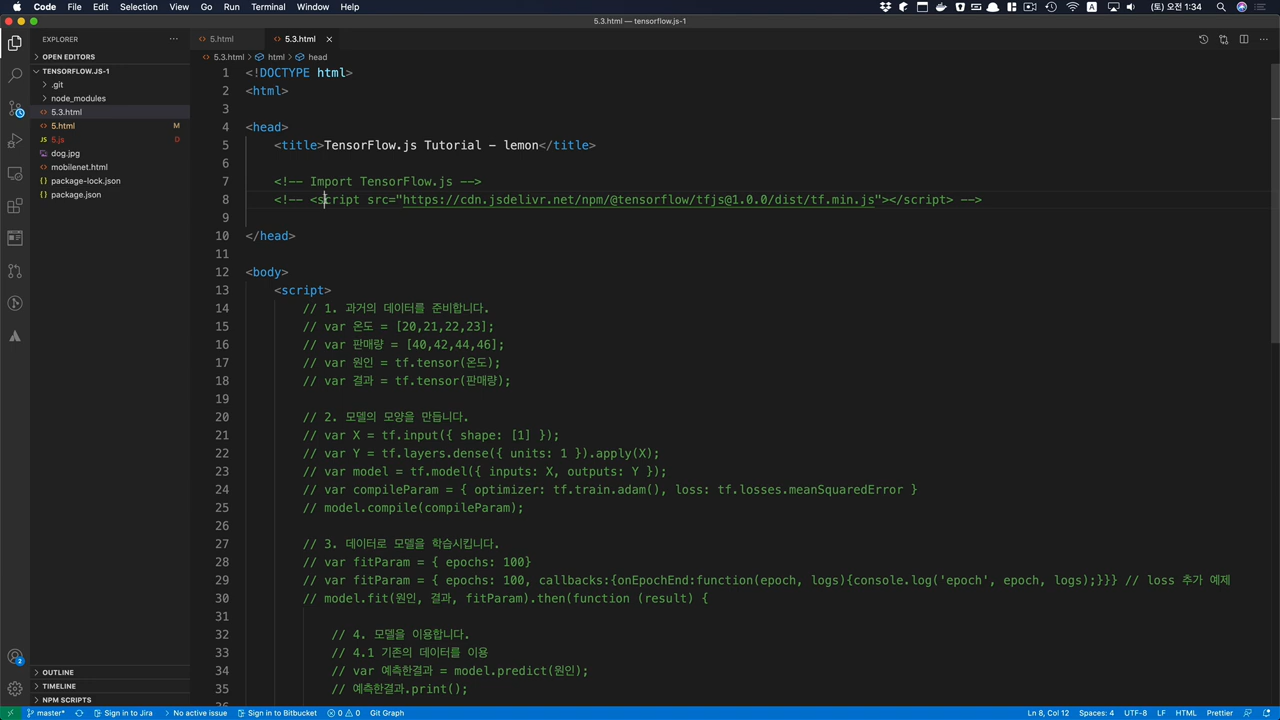 Code File Edit Selection View Go Run Terminal Window Help (토) 오전 1:34
5.3.html — tensorflow.js-1
EXPLORER
5.html
5.3.html
OPEN EDITORS
5.3.html > html > head
TENSORFLOW.JS-1
.git
node_modules
5.3.html
5.html M
5.js D
dog.jpg
mobilenet.html
package-lock.json
package.json
1 <!DOCTYPE html>
2 <html>
3
4 <head>
5 <title>TensorFlow.js Tutorial - lemon</title>
6
7 <!-- Import TensorFlow.js -->
8 <!-- <script src="https://cdn.jsdelivr.net/npm/@tensorflow/tfjs@1.0.0/dist/tf.min.js"></script> -->
9
10 </head>
11
12 <body>
13 <script>
14 // 1. 과거의 데이터를 준비합니다.
15 // var 온도 = [20,21,22,23];
16 // var 판매량 = [40,42,44,46];
17 // var 원인 = tf.tensor(온도);
18 // var 결과 = tf.tensor(판매량);
19
20 // 2. 모델의 모양을 만듭니다.
21 // var X = tf.input({ shape: [1] });
22 // var Y = tf.layers.dense({ units: 1 }).apply(X);
23 // var model = tf.model({ inputs: X, outputs: Y });
24 // var compileParam = { optimizer: tf.train.adam(), loss: tf.losses.meanSquaredError }
25 // model.compile(compileParam);
26
27 // 3. 데이터로 모델을 학습시킵니다.
28 // var fitParam = { epochs: 100}
29 // var fitParam = { epochs: 100, callbacks:{onEpochEnd:function(epoch, logs){console.log('epoch', epoch, logs);}}} // loss 추가 예제
30 // model.fit(원인, 결과, fitParam).then(function (result) {
31
32 // 4. 모델을 이용합니다.
33 // 4.1 기존의 데이터를 이용
34 // var 예측한결과 = model.predict(원인);
35 // 예측한결과.print();
OUTLINE
TIMELINE
NPM SCRIPTS
2
master* Sign in to Jira No active issue Sign in to Bitbucket 0 0 Git Graph Ln 8, Col 12 Spaces: 4 UTF-8 LF HTML Prettier